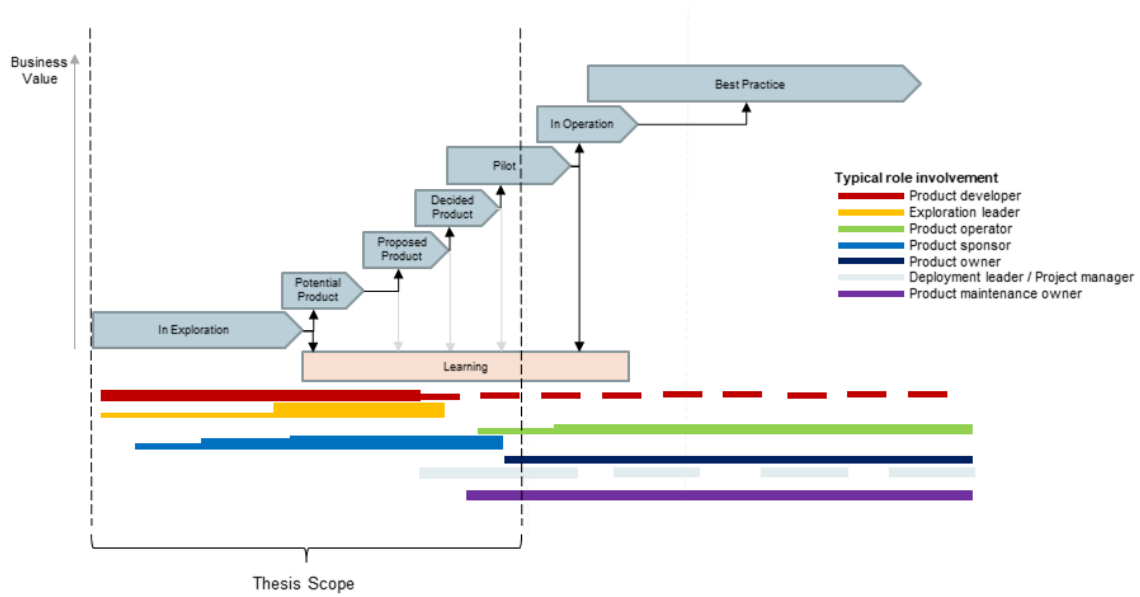 Business
Value
Best Practice
In Operation
Pilot
Decided
Product
Proposed
Product
Potential
Product
In Exploration
Learning
Typical role involvement
Product developer
Exploration leader
Product operator
Product sponsor
Product owner
Deployment leader / Project manager
Product maintenance owner
Thesis Scope